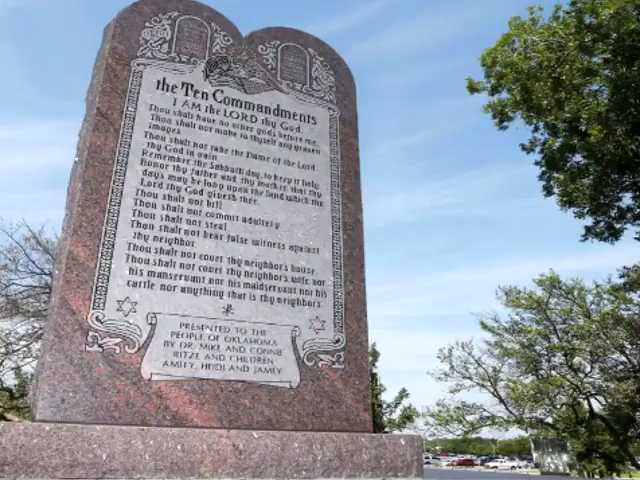 the Ten Commandments
I AM the LORD thy God
Thou shalt have no other gods before me.
Thou shalt not make to thyself any graven
images.
Thou shalt not take the Name of the Lord
thy God in vain.
Remember the Sabbath day, to keep it holy.
Honor thy father and thy mother, that thy
days may be long upon the land which the
Lord thy God giveth thee.
Thou shalt not kill.
Thou shalt not commit adultery.
Thou shalt not steal.
Thou shalt not bear false witness against
thy neighbor.
Thou shalt not covet thy neighbor's house.
Thou shalt not covet thy neighbor's wife nor
his manservant nor his maidservant nor his
cattle nor anything that is thy neighbor's.
PRESENTED TO THE
PEOPLE OF OKLAHOMA
BY DR. MIKE AND CONNIE
RITZE AND CHILDREN
AMITY, HEIDI AND JAMEY